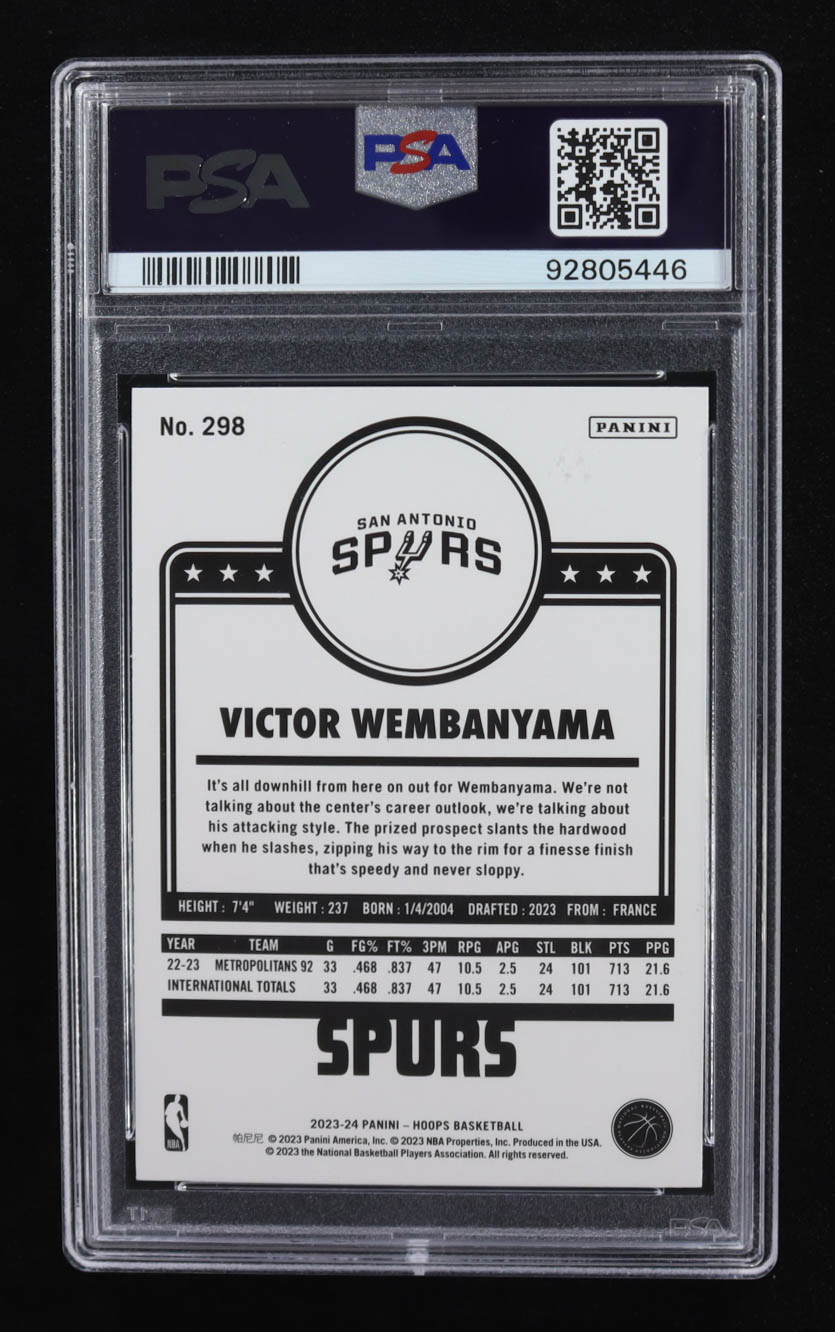 PSA
PSA
92805446
No. 298
PANINI
SAN ANTONIO
SPURS
VICTOR WEMBANYAMA
It's all downhill from here on out for Wembanyama. We're not
talking about the center's career outlook, we're talking about
his attacking style. The prized prospect slants the hardwood
when he slashes, zipping his way to the rim for a finesse finish
that's speedy and never sloppy.
HEIGHT : 7'4" WEIGHT : 237 BORN : 1/4/2004 DRAFTED : 2023 FROM : FRANCE
YEAR TEAM G FG% FT% 3PM RPG APG STL BLK PTS PPG
22-23 METROPOLITANS 92 33 .468 .837 47 10.5 2.5 24 101 713 21.6
INTERNATIONAL TOTALS 33 .468 .837 47 10.5 2.5 24 101 713 21.6
SPURS
NBA
2023-24 PANINI – HOOPS BASKETBALL
帕尼尼 © 2023 Panini America, Inc. © 2023 NBA Properties, Inc. Produced in the USA.
© 2023 the National Basketball Players Association. All rights reserved.
PSA